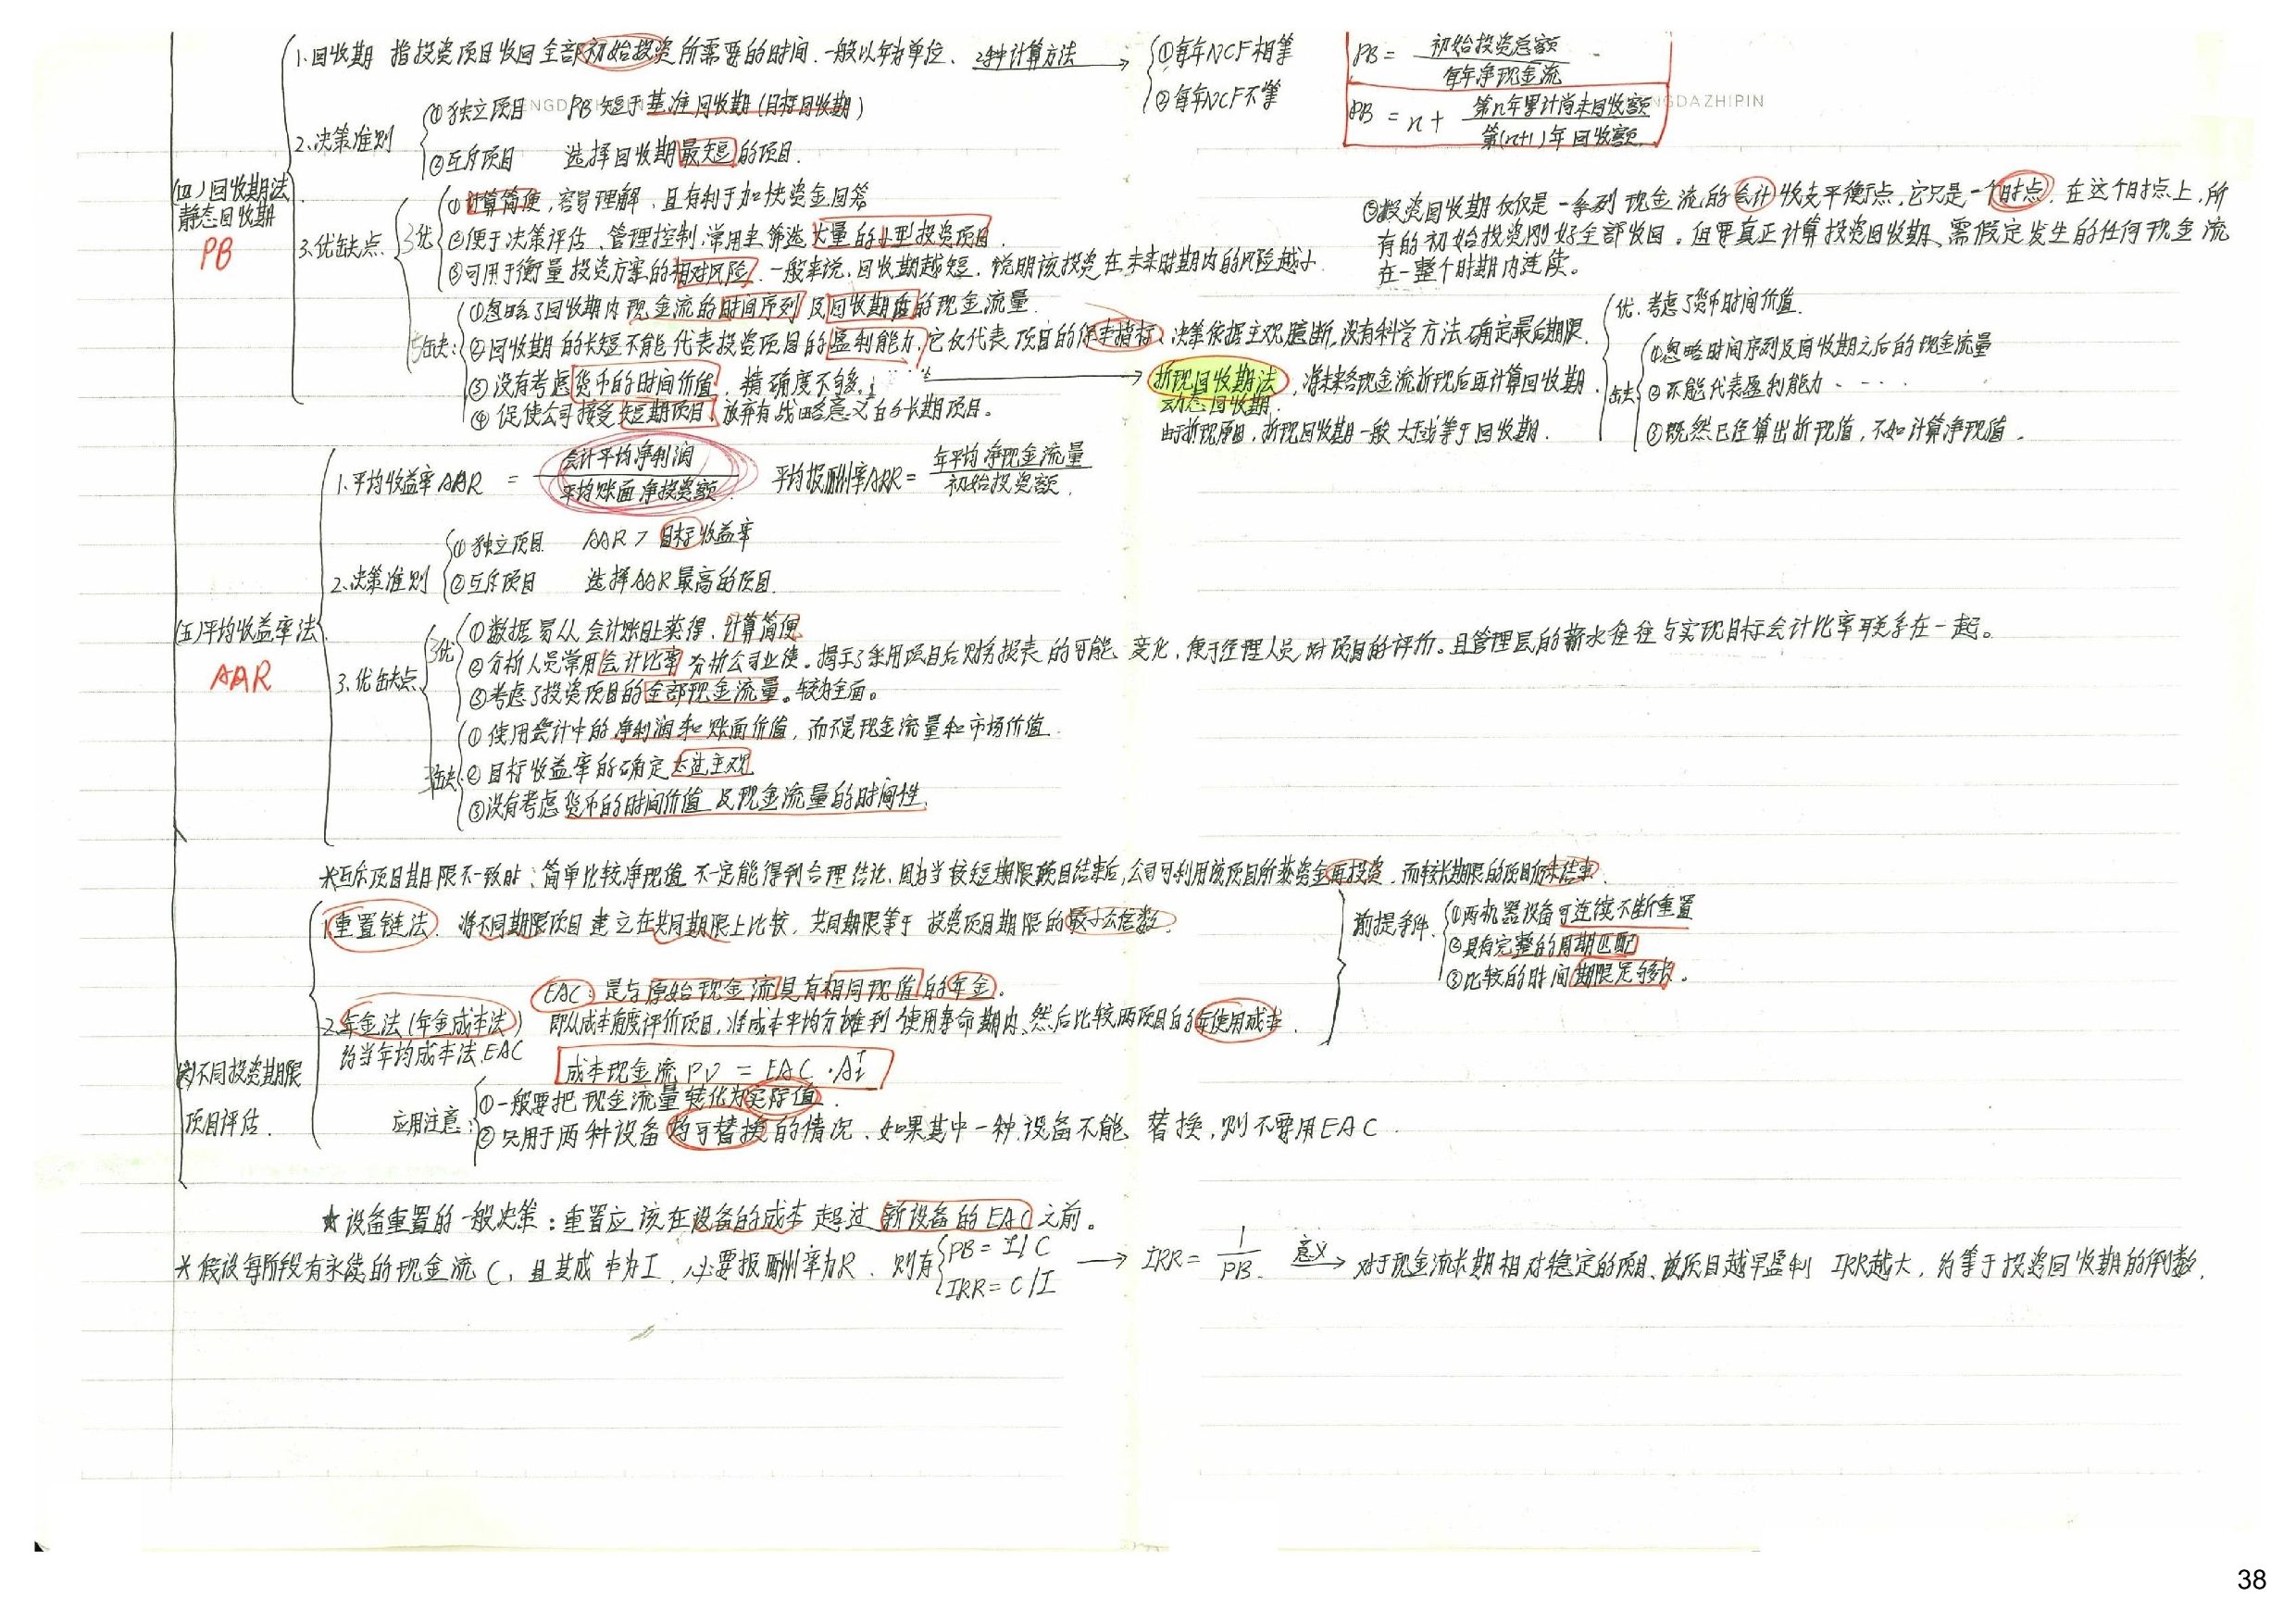 1.回收期 指投资项目收回全部初始投资所需要的时间.一般以年为单位. 2种计算方法 → ①每年NCF相等 PB = 初始投资总额 / 每年净现金流
②每年NCF不等 PB = n + 第n年累计尚未回收额 / 第(n+1)年回收额
2.决策准则
①独立项目 PB短于基准回收期(目标回收期)
②互斥项目 选择回收期最短的项目.
(四)回收期法
静态回收期
PB
3.优缺点.
3优
①计算简便,容易理解,且有利于加快资金回笼
②便于决策评估、管理控制,常用来筛选大量的小型投资项目.
③可用于衡量投资方案的相对风险.一般来说,回收期越短,说明该投资在未来时期内的风险越小.
5缺:
①忽略了回收期内现金流的时间序列及回收期后的现金流量.
②回收期的长短不能代表投资项目的盈利能力,它仅代表项目的保本指标,决策依据主观臆断,没有科学方法确定最后期限.
③没有考虑货币的时间价值,精确度不够. →
④促使公司接受短期项目,放弃有战略意义的长期项目。
⑤投资回收期仅仅是一系列现金流的会计收支平衡点,它只是一个时点.在这个时点上,所
有的初始投资刚好全部收回。但要真正计算投资回收期,需假定发生的任何现金流
在一整个时期内连续。
折现回收期法,将未来各现金流折现后再计算回收期.
动态回收期.
由于折现原因,折现回收期一般大于或等于回收期.
优.考虑了货币时间价值.
缺:
①忽略时间序列及回收期之后的现金流量
②不能代表盈利能力....
③既然已经算出折现值,不如计算净现值.
1.平均收益率AAR = 会计平均净利润 / 平均账面净投资额 平均报酬率ARR = 年平均净现金流量 / 初始投资额.
2.决策准则
①独立项目 AAR > 目标收益率
②互斥项目 选择AAR最高的项目.
(五)平均收益率法
AAR
3.优缺点
3优
①数据易从会计账目上获得,计算简便
②分析人员常用会计比率分析公司业绩。揭示了采用项目后财务报表的可能变化,便于经理人员对项目的评价。且管理层的薪水往往与实现目标会计比率联系在一起。
③考虑了投资项目的全部现金流量。较为全面。
3缺:
①使用会计中的净利润和账面价值,而不是现金流量和市场价值.
②目标收益率的确定太过主观
③没有考虑货币的时间价值及现金流量的时间性.
*互斥项目期限不一致时:简单比较净现值不一定能得到合理结论,因为当较短期限项目结束后,公司可利用该项目所获资金再投资,而较长期限的项目仍未结束.
1.重置链法. 将不同期限项目建立在共同期限上比较,共同期限等于投资项目期限的最小公倍数.
前提条件.
①两机器设备可连续不断重置
②具有完整的周期匹配
③比较的时间期限足够长.
EAC:是与原始现金流具有相同现值的年金.
2.年金法(年金成本法) 即从成本角度评价项目,将成本平均分摊到使用寿命期内,然后比较两项目的年使用成本.
约当年均成本法EAC 成本现金流PV = EAC·A
(六)不同投资期限
项目评估.
应用注意:
①一般要把现金流量转化为实际值.
②只用于两种设备均可替换的情况.如果其中一种设备不能替换,则不要用EAC.
★设备重置的一般决策:重置应该在设备的成本超过新设备的EAC之前。
*假设每阶段有永续的现金流C,且其成本为I,必要报酬率为R.则有 PB = I/C
IRR = C/I
→ IRR = 1/PB. 意义→ 对于现金流长期相对稳定的项目,被项目越早盈利 IRR越大,约等于投资回收期的倒数.
ENGDAZHIPIN
38